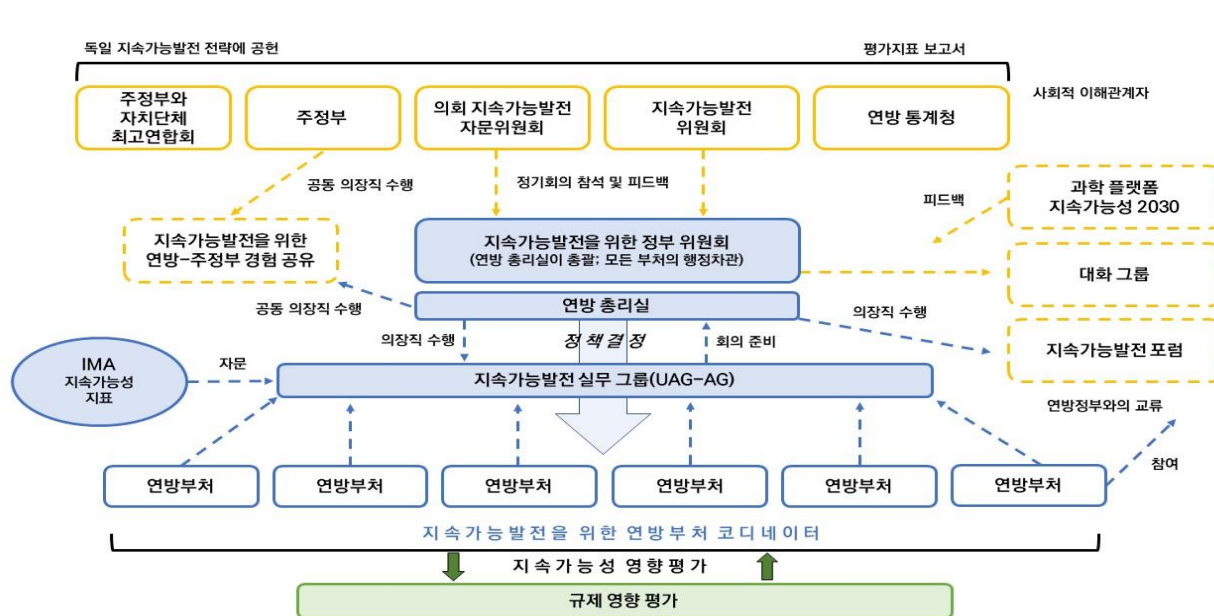 독일 지속가능발전 전략에 공헌
평가지표 보고서
사회적 이해관계자
주정부와
자치단체
최고연합회
주정부
의회 지속가능발전
자문위원회
지속가능발전
위원회
연방 통계청
공동 의장직 수행
정기회의 참석 및 피드백
피드백
과학 플랫폼
지속가능성 2030
지속가능발전을 위한
연방-주정부 경험 공유
지속가능발전을 위한 정부 위원회
(연방 총리실이 총괄; 모든 부처의 행정차관)
대화 그룹
공동 의장직 수행
연방 총리실
의장직 수행
의장직 수행
정책결정
회의 준비
지속가능발전 포럼
IMA
지속가능성
지표
자문
지속가능발전 실무 그룹(UAG-AG)
연방정부와의 교류
참여
연방부처
연방부처
연방부처
연방부처
연방부처
연방부처
지속가능발전을 위한 연방부처 코디네이터
지속가능성 영향평가
규제 영향 평가